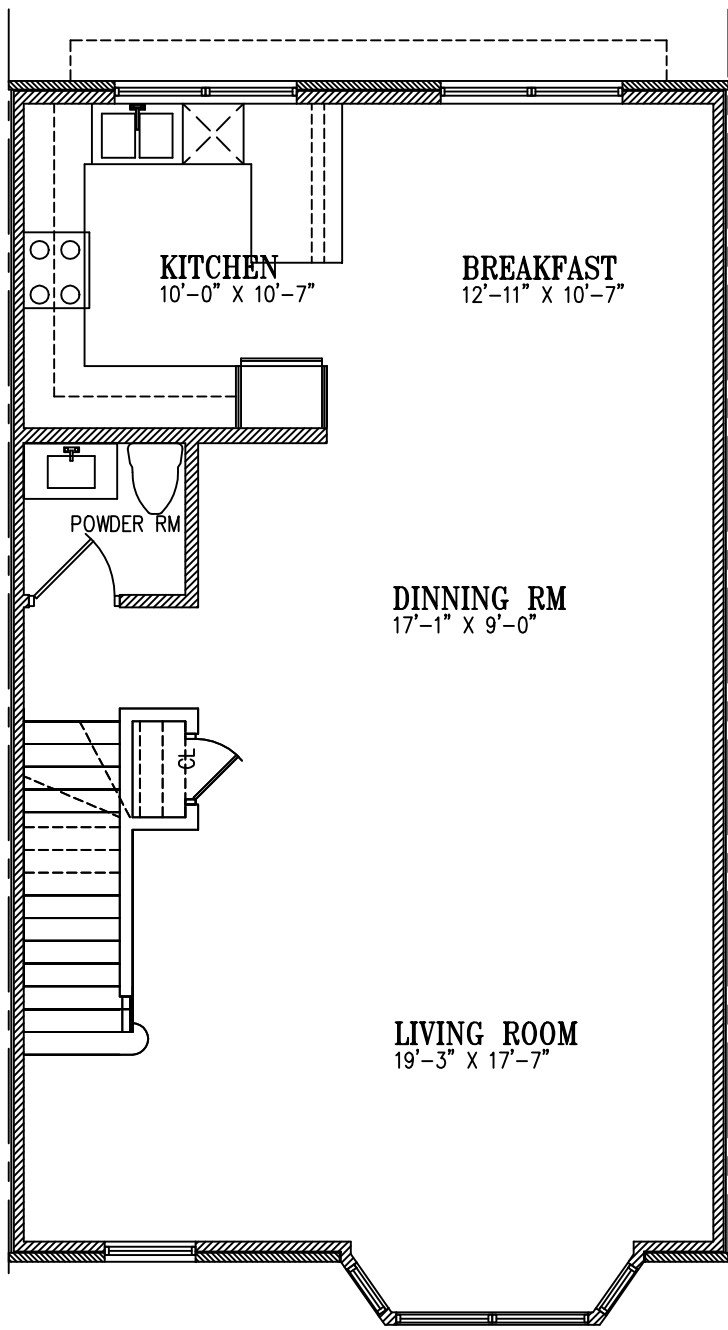 KITCHEN
10'-0" X 10'-7"
BREAKFAST
12'-11" X 10'-7"
POWDER RM
DINNING RM
17'-1" X 9'-0"
CL
LIVING ROOM
19'-3" X 17'-7"